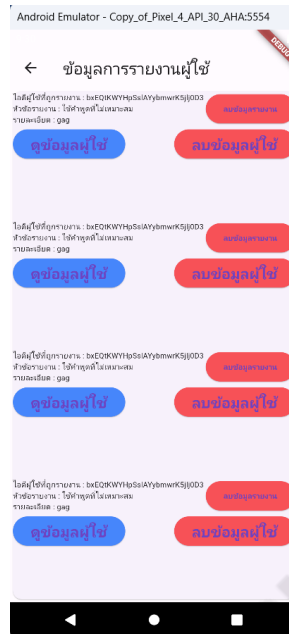 Android Emulator - Copy_of_Pixel_4_API_30_AHA:5554
DEBUG
ข้อมูลการรายงานผู้ใช้
ไอดีผู้ใช้ที่ถูกรายงาน : bxEQtKWYHpSslAYybmwrK5jlj0D3
หัวข้อรายงาน : ใช้คำพูดที่ไม่เหมาะสม
รายละเอียด : gag
ลบข้อมูลรายงาน
ดูข้อมูลผู้ใช้
ลบข้อมูลผู้ใช้
ไอดีผู้ใช้ที่ถูกรายงาน : bxEQtKWYHpSslAYybmwrK5jlj0D3
หัวข้อรายงาน : ใช้คำพูดที่ไม่เหมาะสม
รายละเอียด : gag
ลบข้อมูลรายงาน
ดูข้อมูลผู้ใช้
ลบข้อมูลผู้ใช้
ไอดีผู้ใช้ที่ถูกรายงาน : bxEQtKWYHpSslAYybmwrK5jlj0D3
หัวข้อรายงาน : ใช้คำพูดที่ไม่เหมาะสม
รายละเอียด : gag
ลบข้อมูลรายงาน
ดูข้อมูลผู้ใช้
ลบข้อมูลผู้ใช้
ไอดีผู้ใช้ที่ถูกรายงาน : bxEQtKWYHpSslAYybmwrK5jlj0D3
หัวข้อรายงาน : ใช้คำพูดที่ไม่เหมาะสม
รายละเอียด : gag
ลบข้อมูลรายงาน
ดูข้อมูลผู้ใช้
ลบข้อมูลผู้ใช้